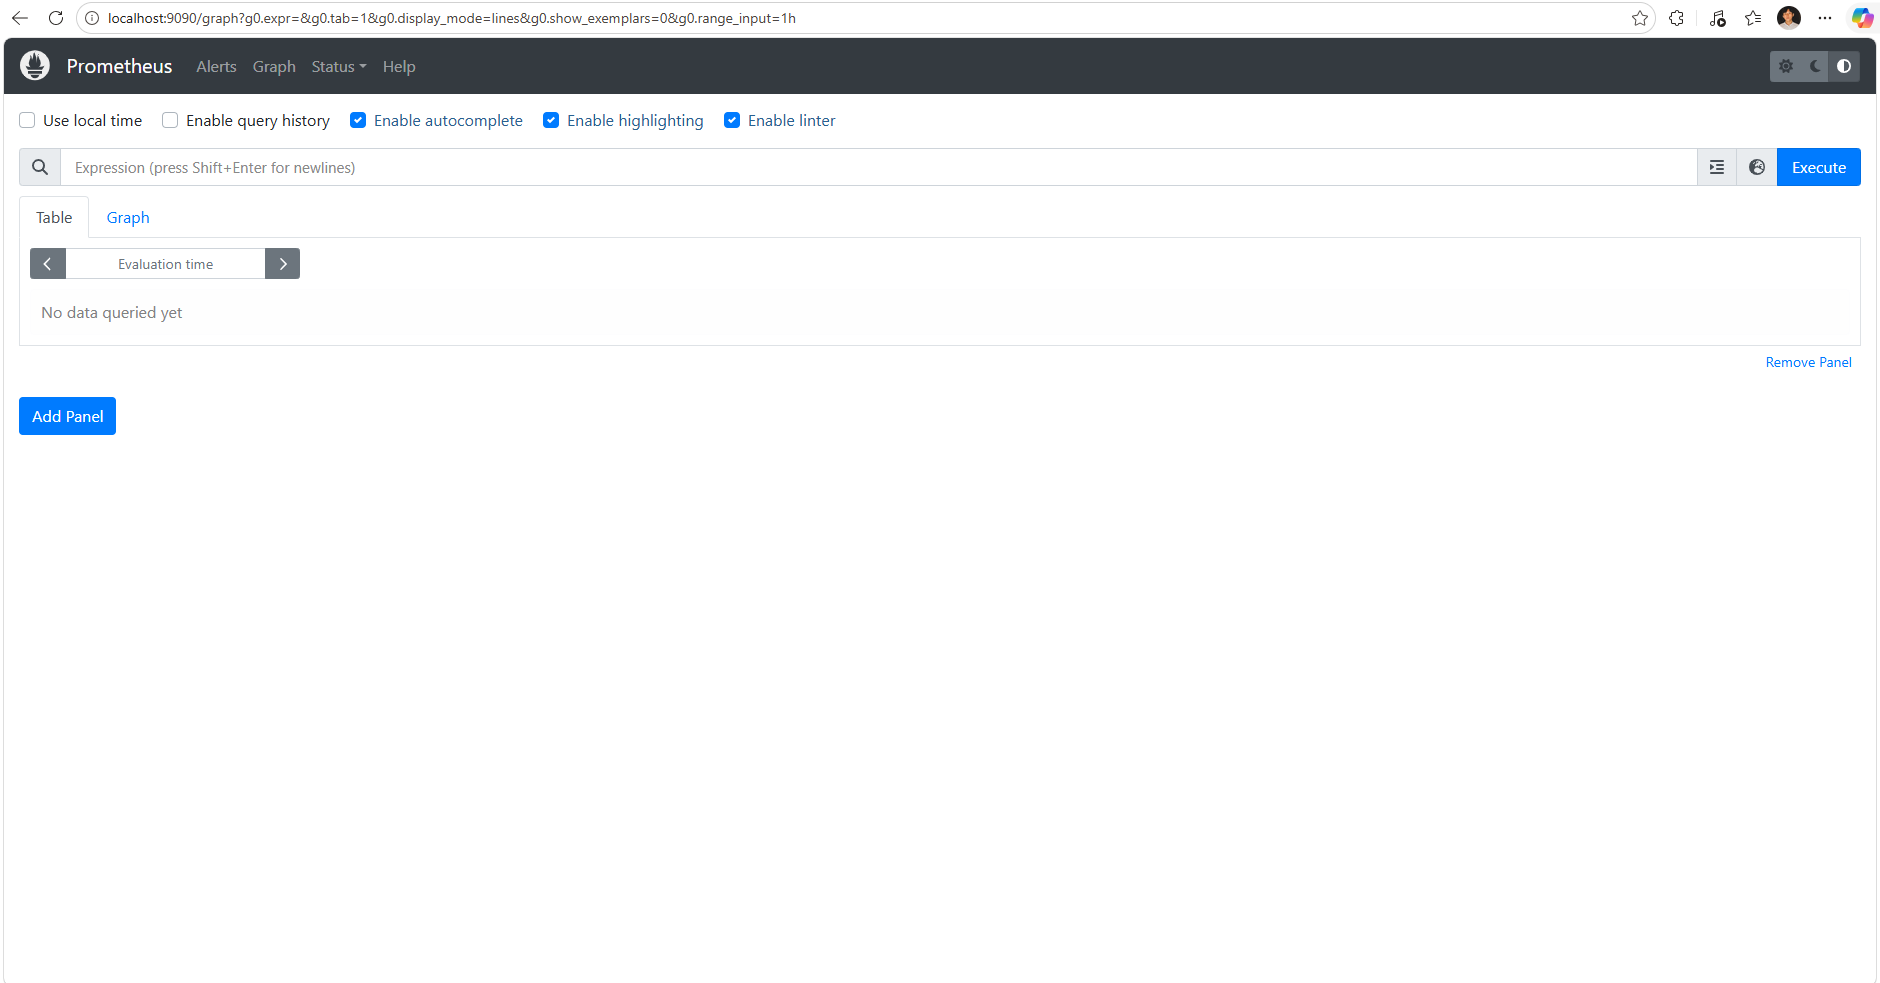 localhost:9090/graph?g0.expr=&g0.tab=1&g0.display_mode=lines&g0.show_exemplars=0&g0.range_input=1h
Prometheus Alerts Graph Status Help
Use local time Enable query history Enable autocomplete Enable highlighting Enable linter
Expression (press Shift+Enter for newlines) Execute
Table Graph
Evaluation time
No data queried yet
Remove Panel
Add Panel